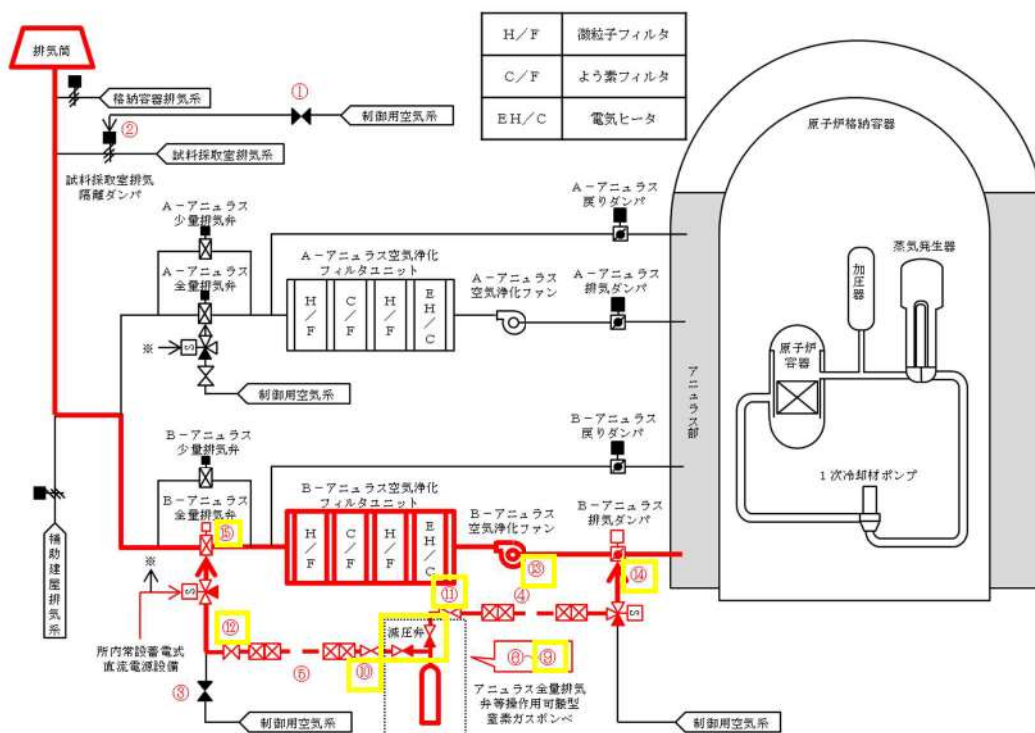 排気筒
H/F
微粒子フィルタ
C/F
よう素フィルタ
EH/C
電気ヒータ
格納容器排気系
①
制御用空気系
②
試料採取室排気系
試料採取室排気
隔離ダンパ
原子炉格納容器
A-アニュラス
戻りダンパ
A-アニュラス
少量排気弁
A-アニュラス空気浄化
フィルタユニット
A-アニュラス
全量排気弁
H/F
C/F
H/F
EH/C
A-アニュラス
空気浄化ファン
A-アニュラス
排気ダンパ
蒸気発生器
加圧器
原子炉
容器
※
S
制御用空気系
アニュラス部
B-アニュラス
戻りダンパ
B-アニュラス
少量排気弁
B-アニュラス空気浄化
フィルタユニット
1次冷却材ポンプ
B-アニュラス
全量排気弁
⑮
H/F
C/F
H/F
EH/C
B-アニュラス
空気浄化ファン
B-アニュラス
排気ダンパ
⑬
⑭
補助建屋排気系
※
S
⑪
④
S
所内常設蓄電式
直流電源設備
⑫
減圧弁
⑤
⑩
⑥~⑨
③
制御用空気系
アニュラス全量排気
弁等操作用可搬型
窒素ガスボンベ
制御用空気系